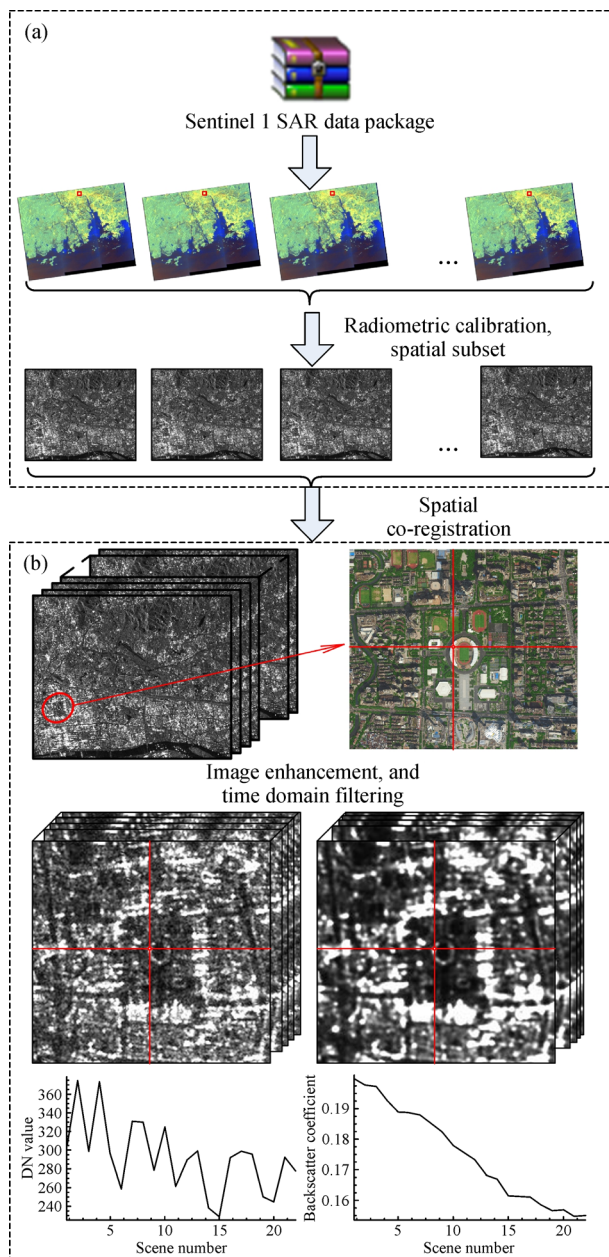 (a)
Sentinel 1 SAR data package
...
Radiometric calibration,
spatial subset
...
Spatial
co-registration
(b)
Image enhancement, and
time domain filtering
360
340
320
300
280
260
240
DN value
5
10
15
20
Scene number
0.19
0.18
0.17
0.16
Backscatter coefficient
5
10
15
20
Scene number